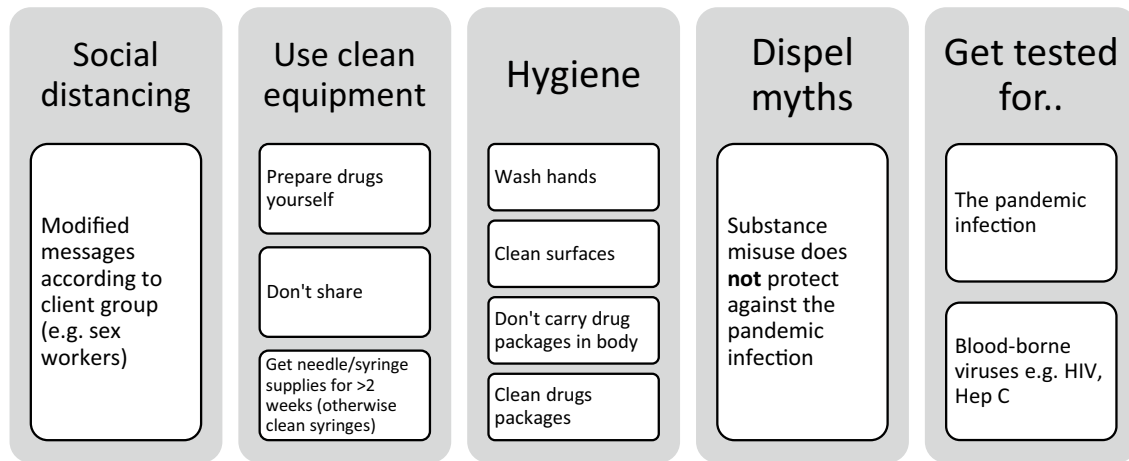 Social
distancing
Modified
messages
according to
client group
(e.g. sex
workers)
Use clean
equipment
Prepare drugs
yourself
Don't share
Get needle/syringe
supplies for >2
weeks (otherwise
clean syringes)
Hygiene
Wash hands
Clean surfaces
Don't carry drug
packages in body
Clean drugs
packages
Dispel
myths
Substance
misuse does
not protect
against the
pandemic
infection
Get tested
for..
The pandemic
infection
Blood-borne
viruses e.g. HIV,
Hep C